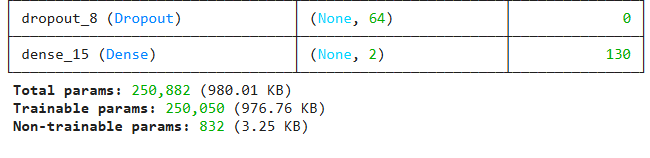 dropout_8 (Dropout) (None, 64) 0
dense_15 (Dense) (None, 2) 130
Total params: 250,882 (980.01 KB)
Trainable params: 250,050 (976.76 KB)
Non-trainable params: 832 (3.25 KB)